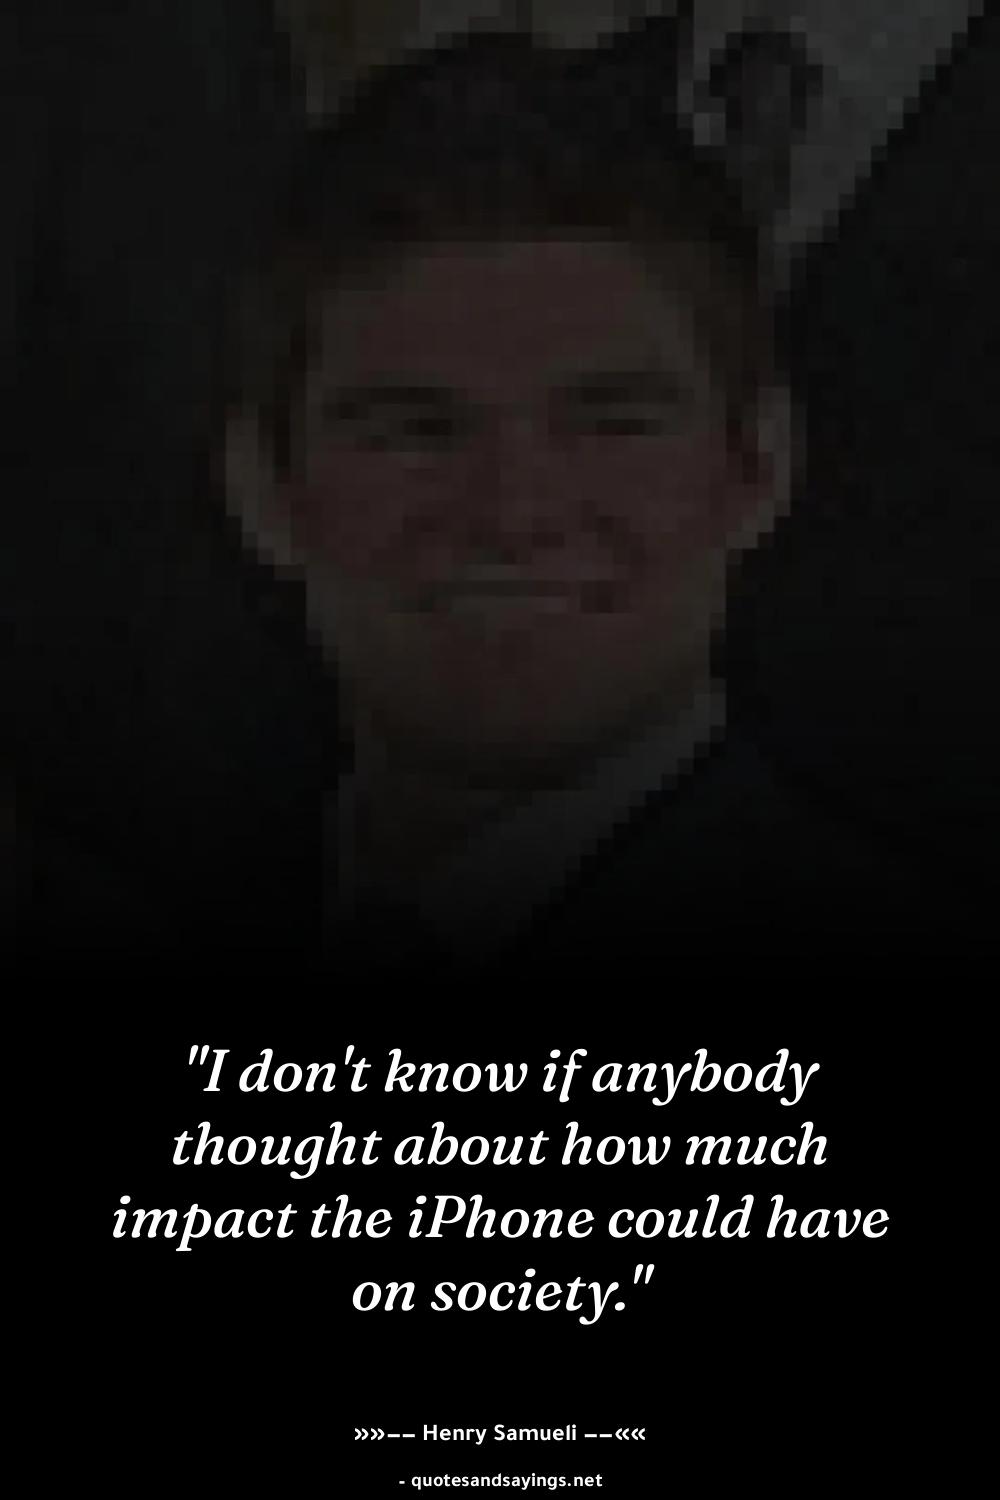 "I don't know if anybody
thought about how much
impact the iPhone could have
on society."
»»−− Henry Samueli −−««
- quotesandsayings.net